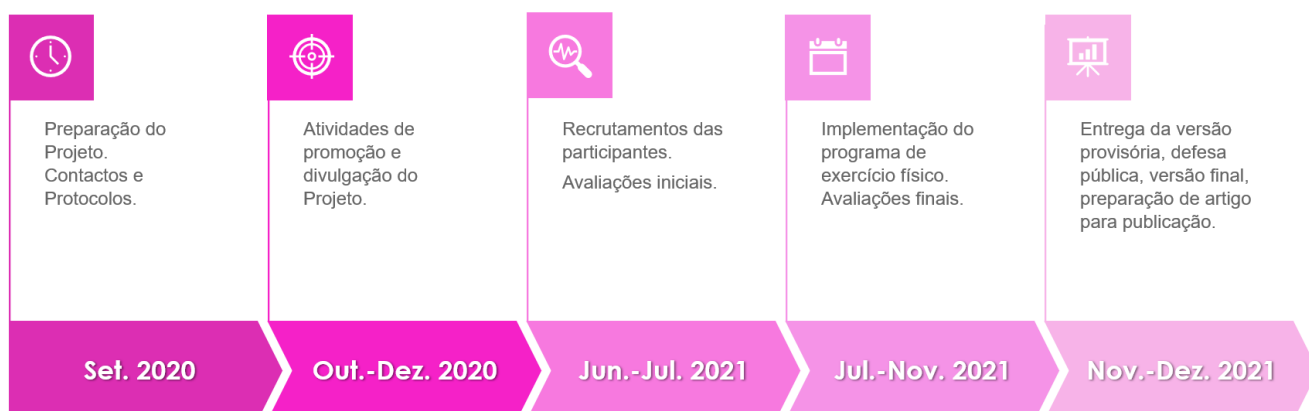 Preparação do
Projeto.
Contactos e
Protocolos.
Atividades de
promoção e
divulgação do
Projeto.
Recrutamentos das
participantes.
Avaliações iniciais.
Implementação do
programa de
exercício físico.
Avaliações finais.
Entrega da versão
provisória, defesa
pública, versão final,
preparação de artigo
para publicação.
Set. 2020
Out.-Dez. 2020
Jun.-Jul. 2021
Jul.-Nov. 2021
Nov.-Dez. 2021